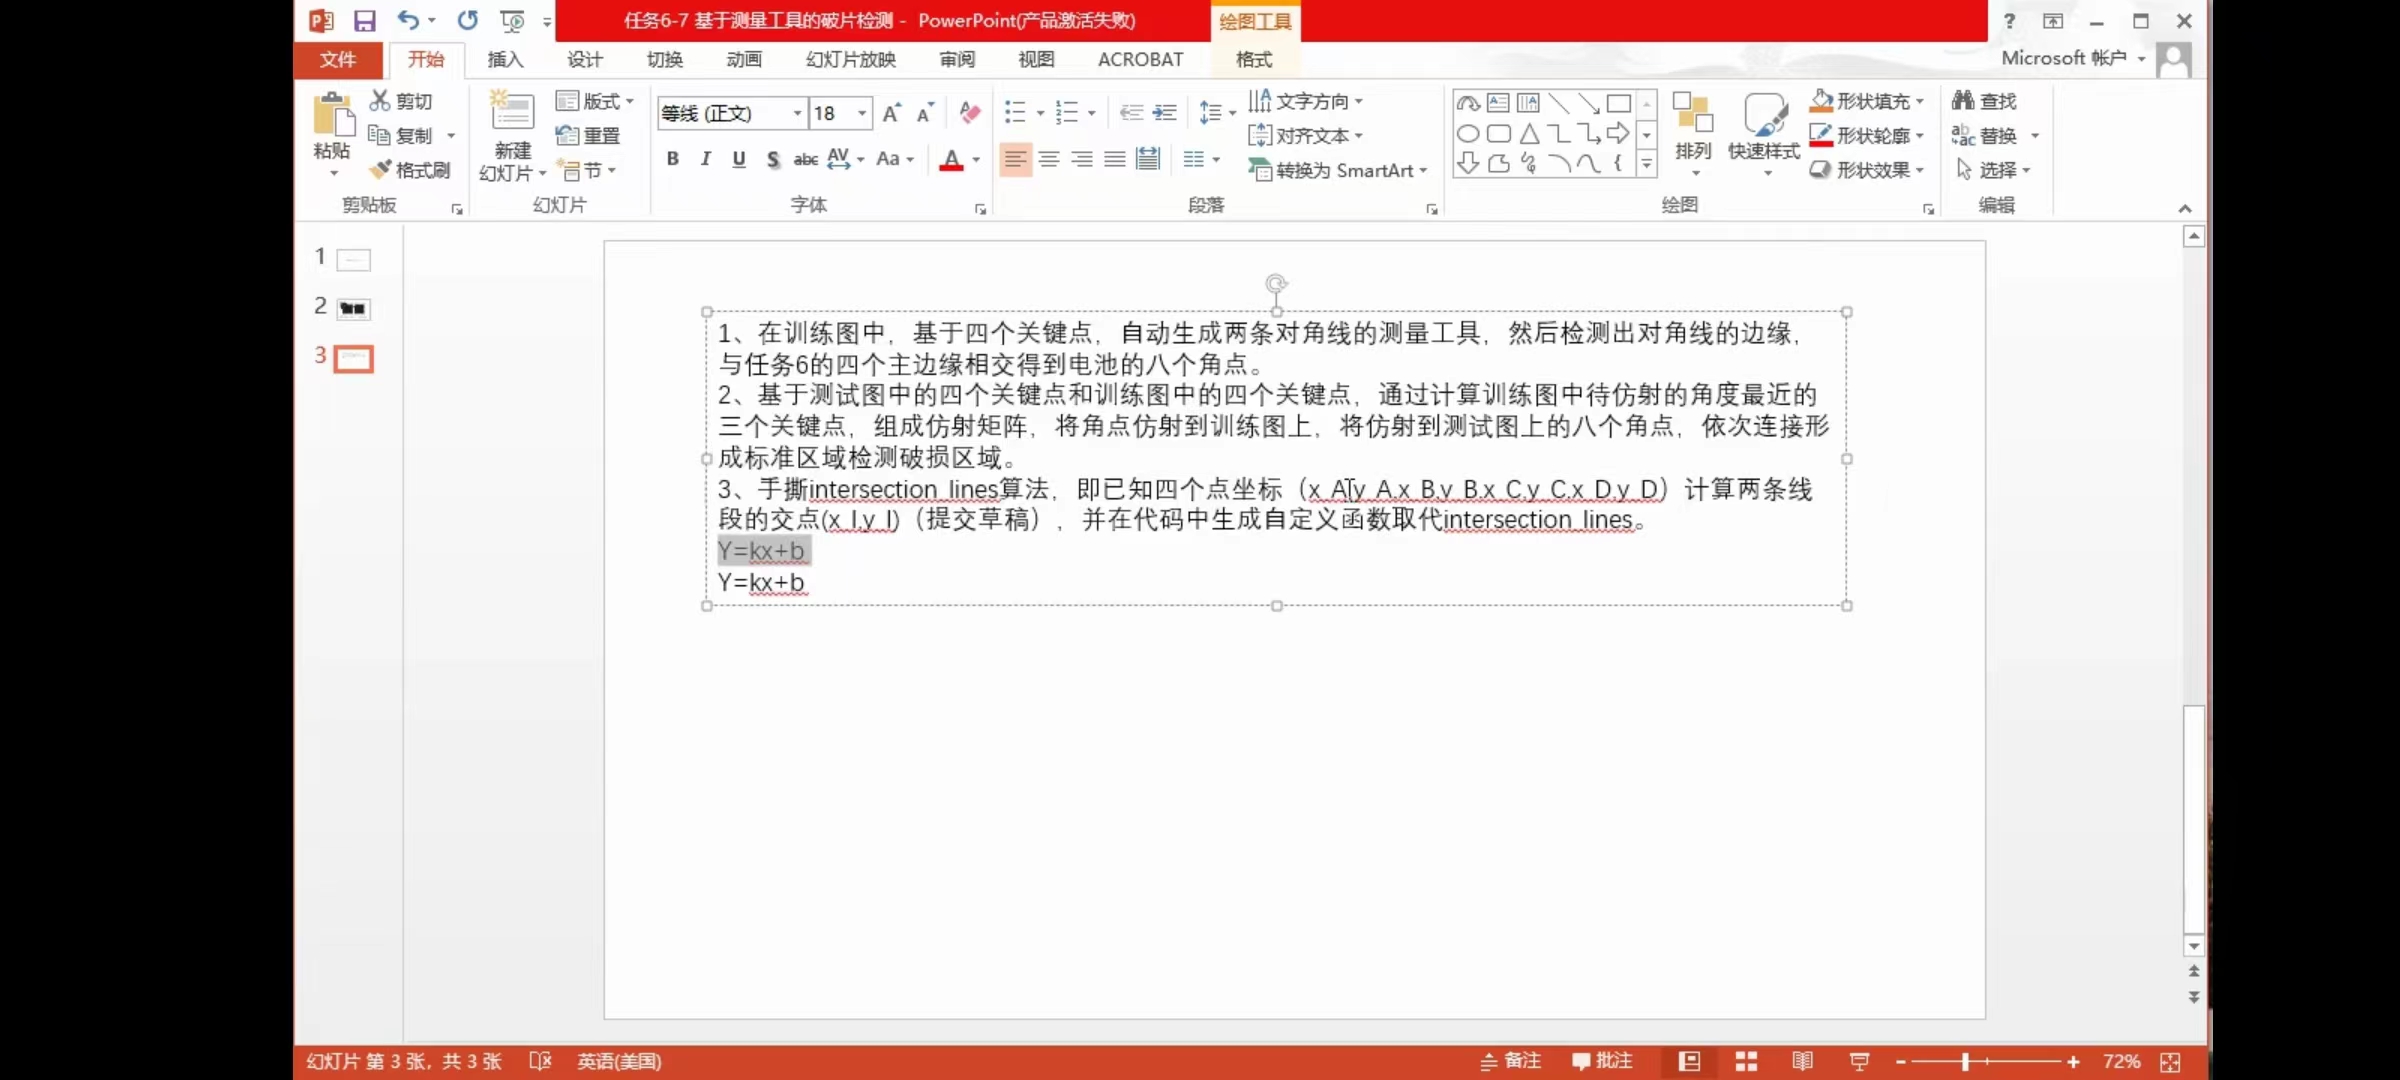 任务6-7 基于测量工具的破片检测 - PowerPoint(产品激活失败)
绘图工具
文件 开始 插入 设计 切换 动画 幻灯片放映 审阅 视图 ACROBAT 格式
Microsoft 帐户
粘贴 剪切 复制 格式刷
新建幻灯片 版式 重置 节
等线 (正文) 18
文字方向 对齐文本 转换为 SmartArt
排列 快速样式
形状填充 形状轮廓 形状效果
查找 替换 选择
剪贴板 幻灯片 字体 段落 绘图 编辑
1
2
3
1、在训练图中，基于四个关键点，自动生成两条对角线的测量工具，然后检测出对角线的边缘，
与任务6的四个主边缘相交得到电池的八个角点。
2、基于测试图中的四个关键点和训练图中的四个关键点，通过计算训练图中待仿射的角度最近的
三个关键点，组成仿射矩阵，将角点仿射到训练图上，将仿射到测试图上的八个角点，依次连接形
成标准区域检测破损区域。
3、手撕intersection_lines算法，即已知四个点坐标（x_A,y_A,x_B,y_B,x_C,y_C,x_D,y_D）计算两条线
段的交点(x_I,y_I)（提交草稿），并在代码中生成自定义函数取代intersection_lines。
Y=kx+b
Y=kx+b
幻灯片 第 3 张，共 3 张 英语(美国) 备注 批注 72%